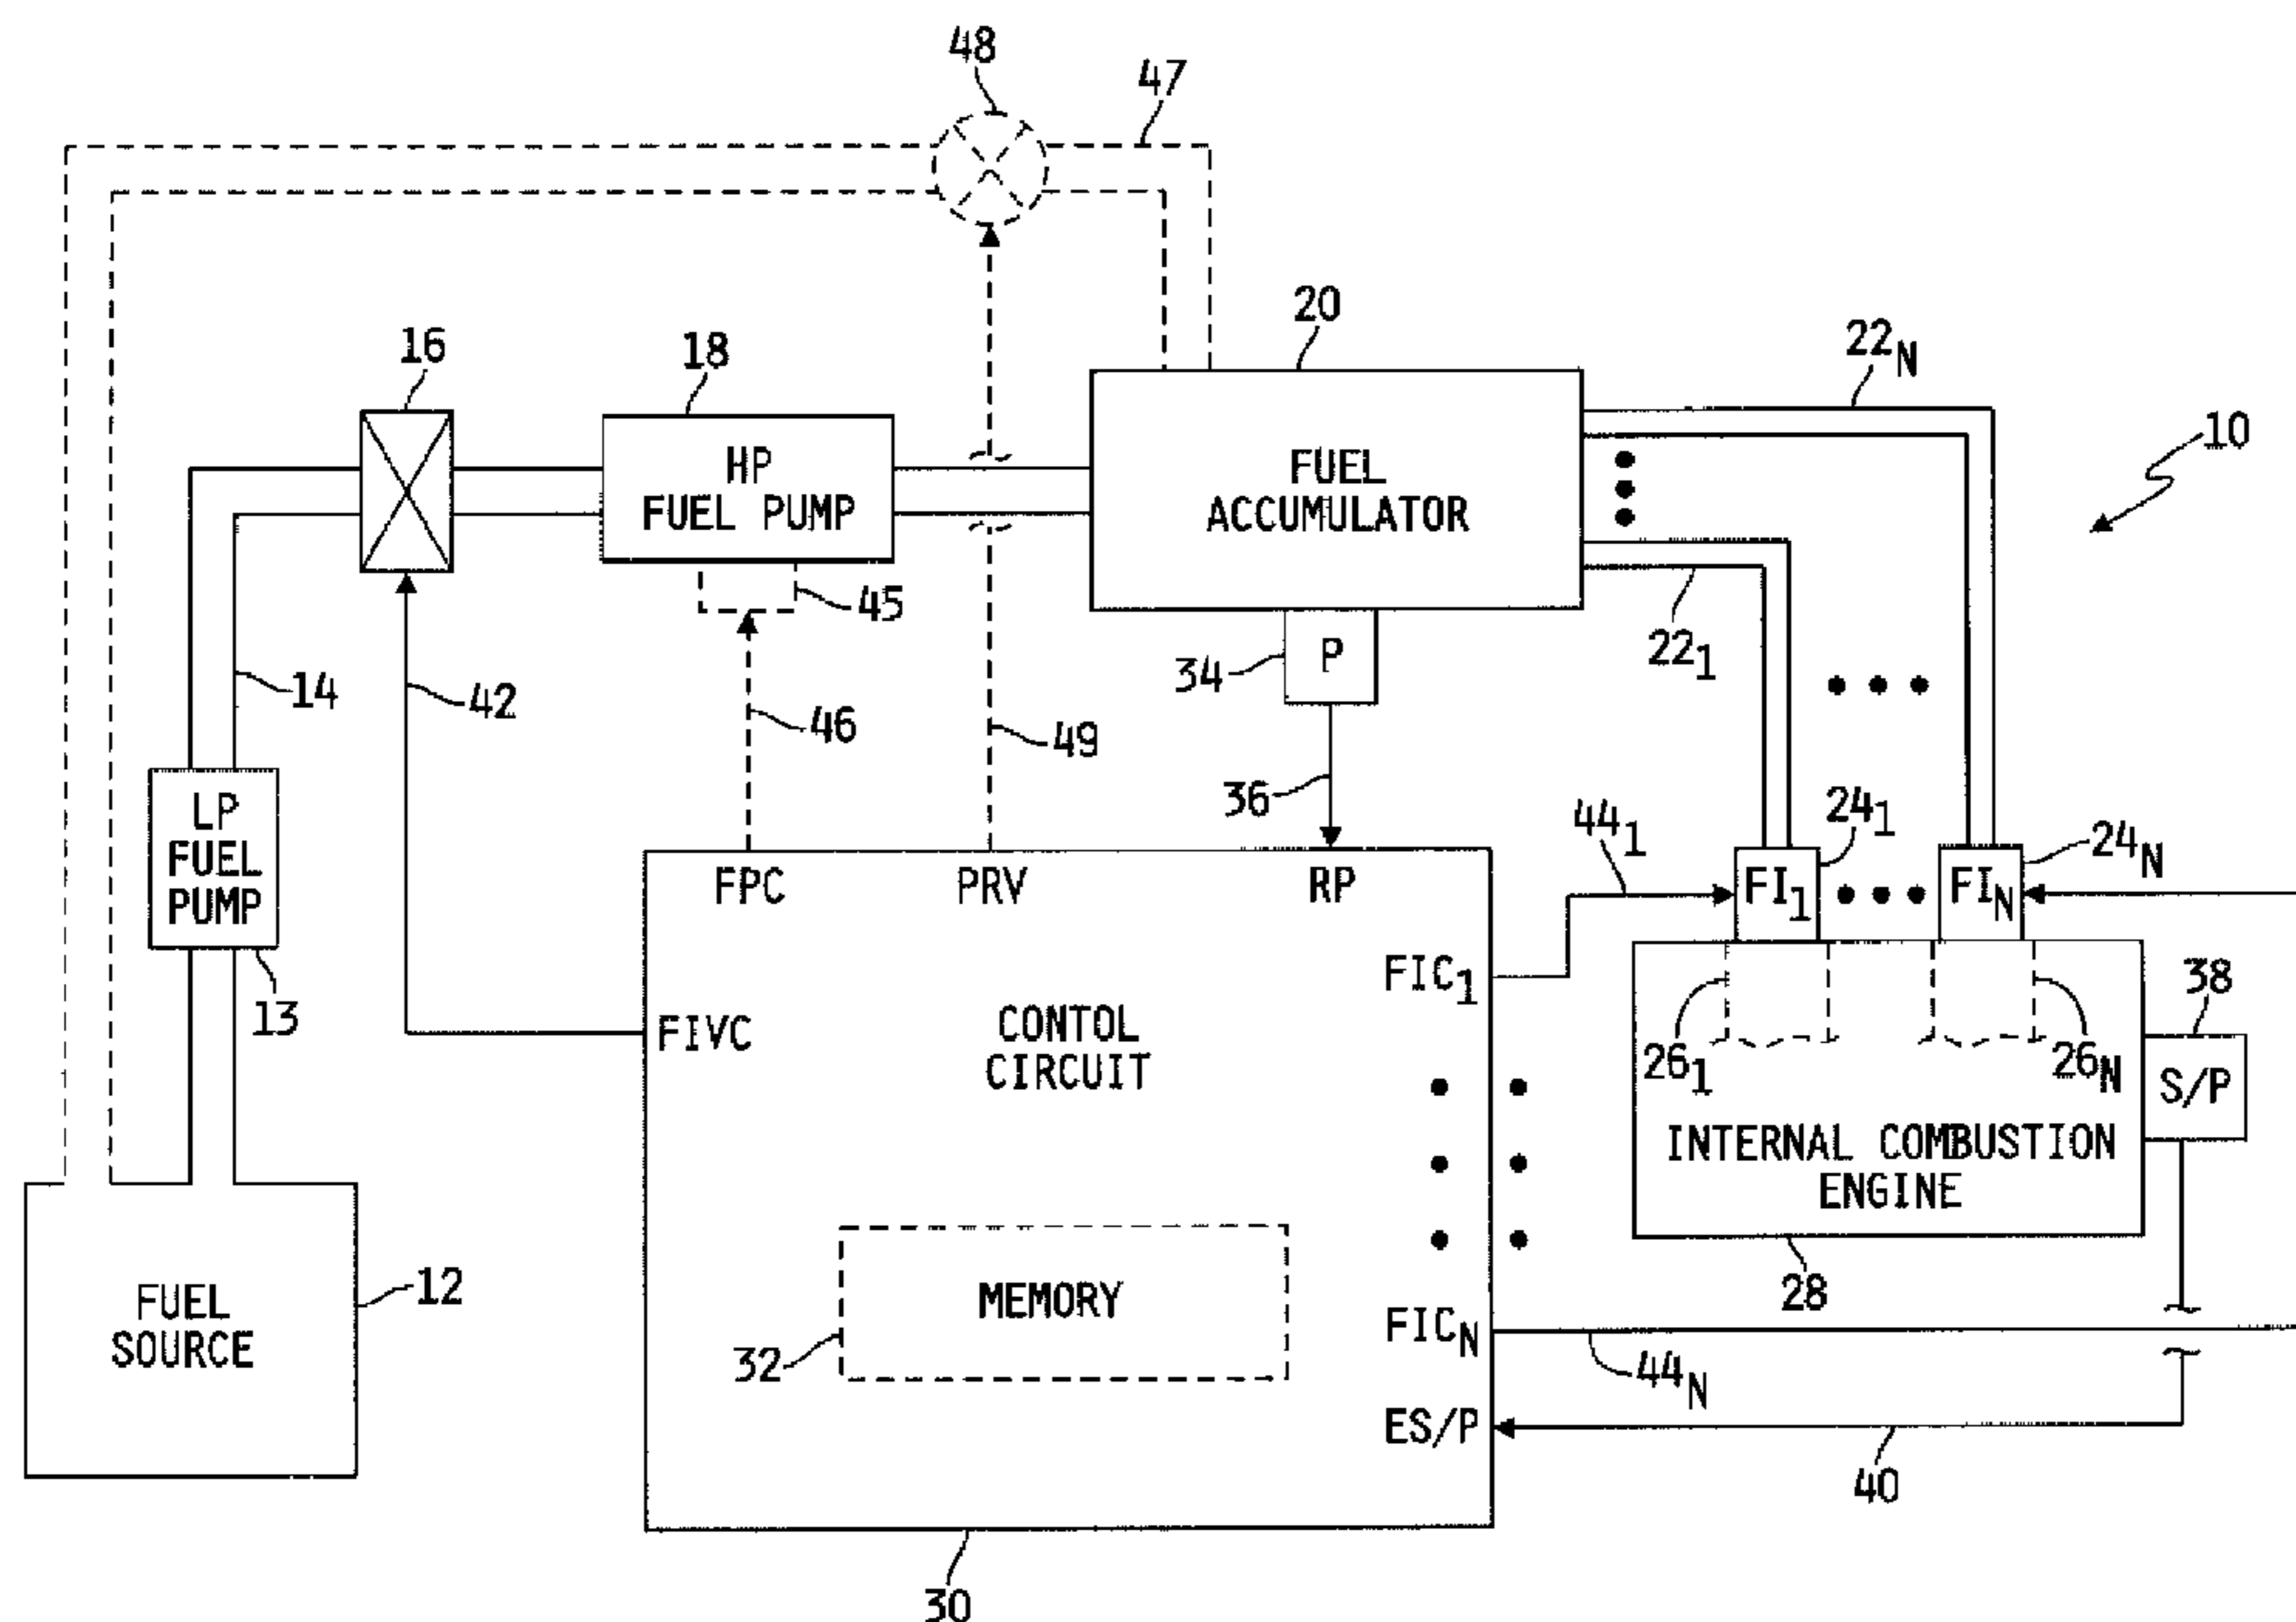 48
47
20
16
18
22N
10
HP
FUEL PUMP
FUEL
ACCUMULATOR
45
34
P
221
14
42
46
49
36
LP
FUEL
PUMP
441
241
24N
FPC
PRV
RP
FI1
FIN
13
FIC1
38
FIVC
CONTOL
CIRCUIT
261
26N
S/P
INTERNAL COMBUSTION
ENGINE
12
FUEL
SOURCE
MEMORY
28
32
FICN
44N
ES/P
40
30